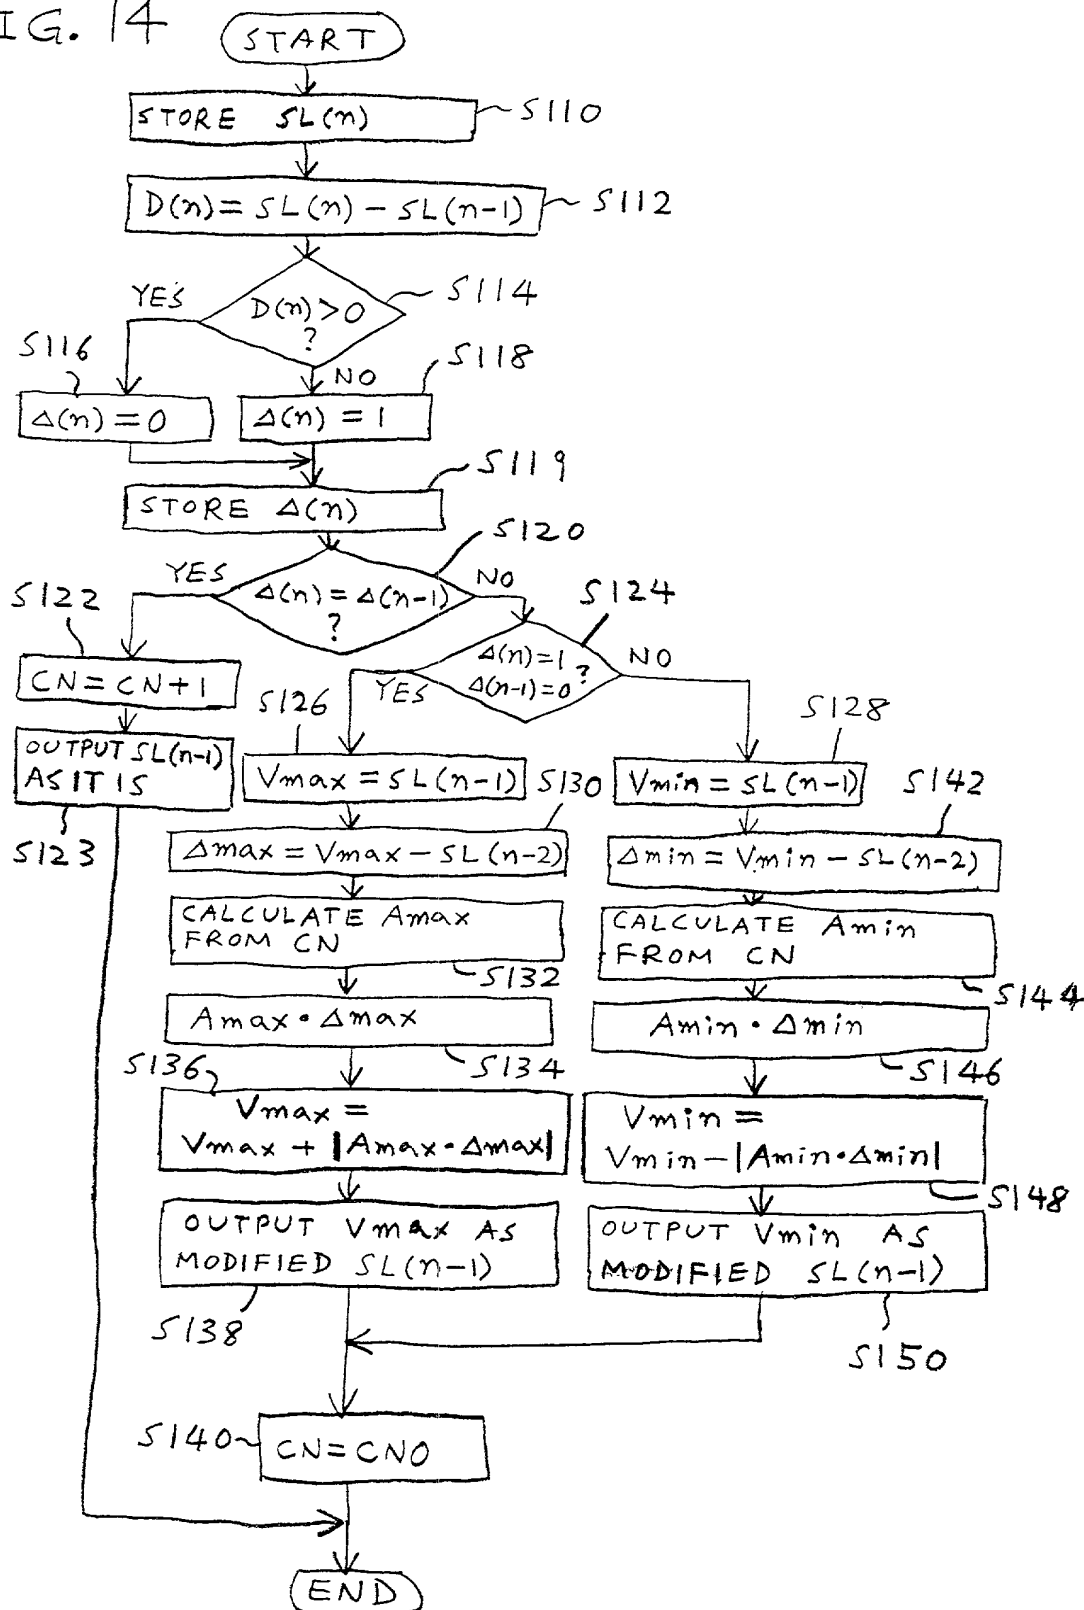 FIG. 14
START
STORE SL(n)
S110
D(n)=SL(n)-SL(n-1)
S112
S114
YES
D(n)>0
?
S116
S118
NO
Δ(n)=0
Δ(n)=1
S119
STORE Δ(n)
S120
YES
NO
Δ(n)=Δ(n-1)
?
S122
S124
Δ(n)=1
Δ(n-1)=0
?
NO
YES
CN=CN+1
S126
S128
OUTPUT SL(n-1)
AS IT IS
S123
Vmax=SL(n-1)
S130
Vmin=SL(n-1)
S142
Δmax=Vmax-SL(n-2)
Δmin=Vmin-SL(n-2)
CALCULATE Amax
FROM CN
S132
CALCULATE Amin
FROM CN
S144
Amax·Δmax
S134
Amin·Δmin
S146
S136
Vmax=
Vmax+|Amax·Δmax|
Vmin=
Vmin-|Amin·Δmin|
S148
OUTPUT Vmax AS
MODIFIED SL(n-1)
S138
OUTPUT Vmin AS
MODIFIED SL(n-1)
S150
S140
CN=CN0
END